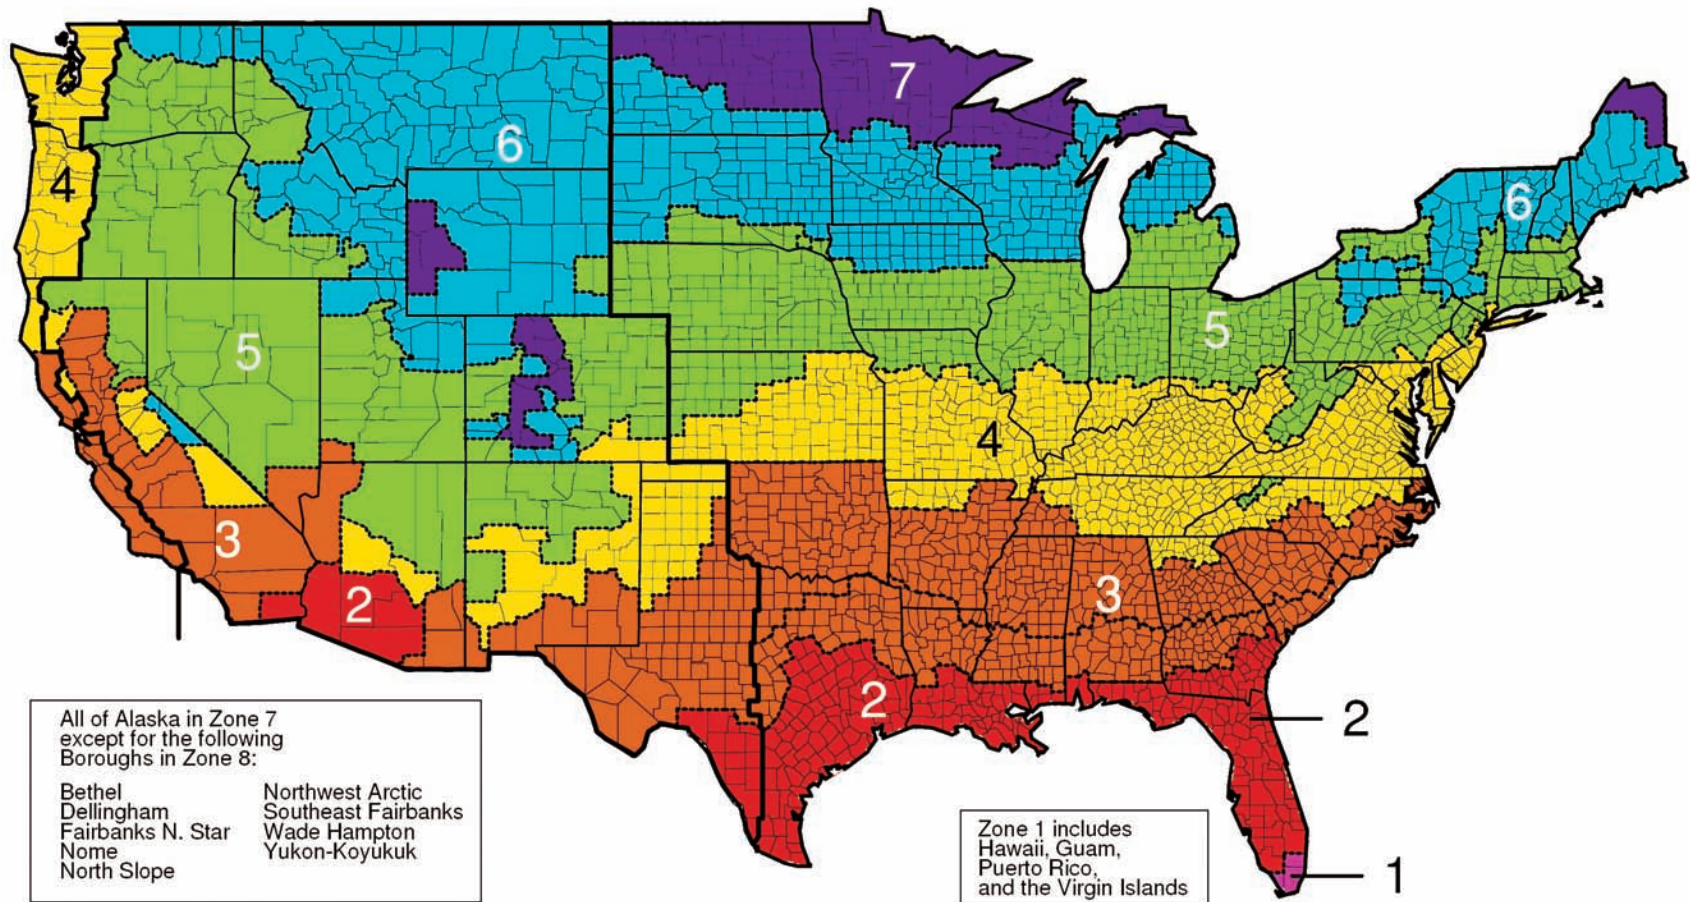 7
6
4
6
5
5
4
3
3
2
2
2
1
All of Alaska in Zone 7
except for the following
Boroughs in Zone 8:
Bethel Northwest Arctic
Dellingham Southeast Fairbanks
Fairbanks N. Star Wade Hampton
Nome Yukon-Koyukuk
North Slope
Zone 1 includes
Hawaii, Guam,
Puerto Rico,
and the Virgin Islands